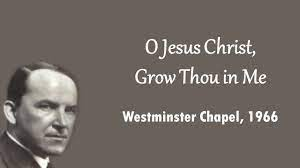 O Jesus Christ,
Grow Thou in Me
Westminster Chapel, 1966